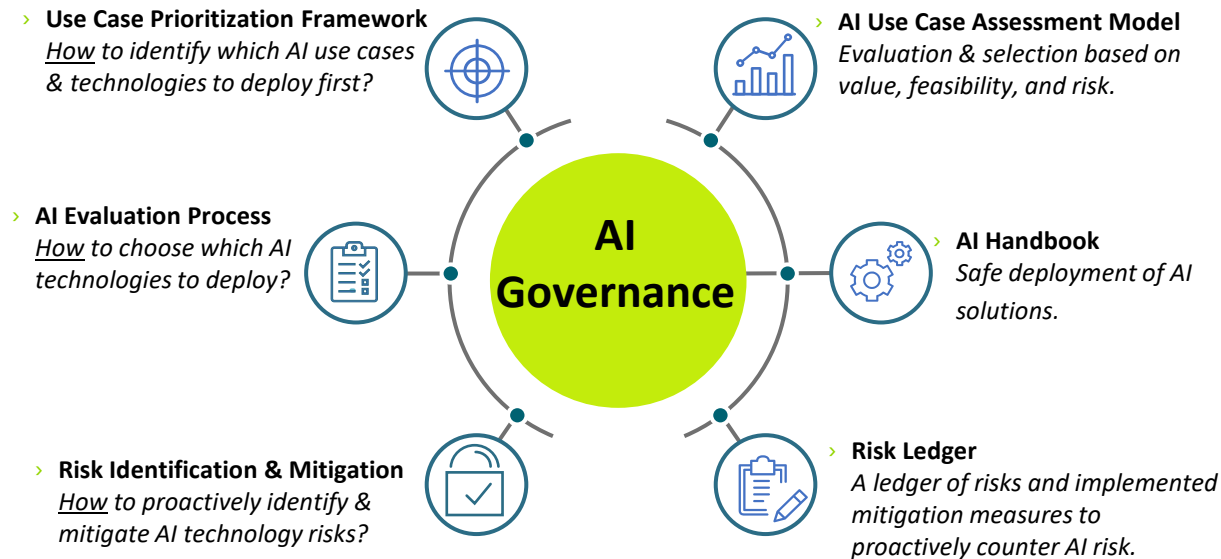 › Use Case Prioritization Framework
How to identify which AI use cases
& technologies to deploy first?
› AI Evaluation Process
How to choose which AI
technologies to deploy?
› Risk Identification & Mitigation
How to proactively identify &
mitigate AI technology risks?
AI
Governance
› AI Use Case Assessment Model
Evaluation & selection based on
value, feasibility, and risk.
› AI Handbook
Safe deployment of AI
solutions.
› Risk Ledger
A ledger of risks and implemented
mitigation measures to
proactively counter AI risk.